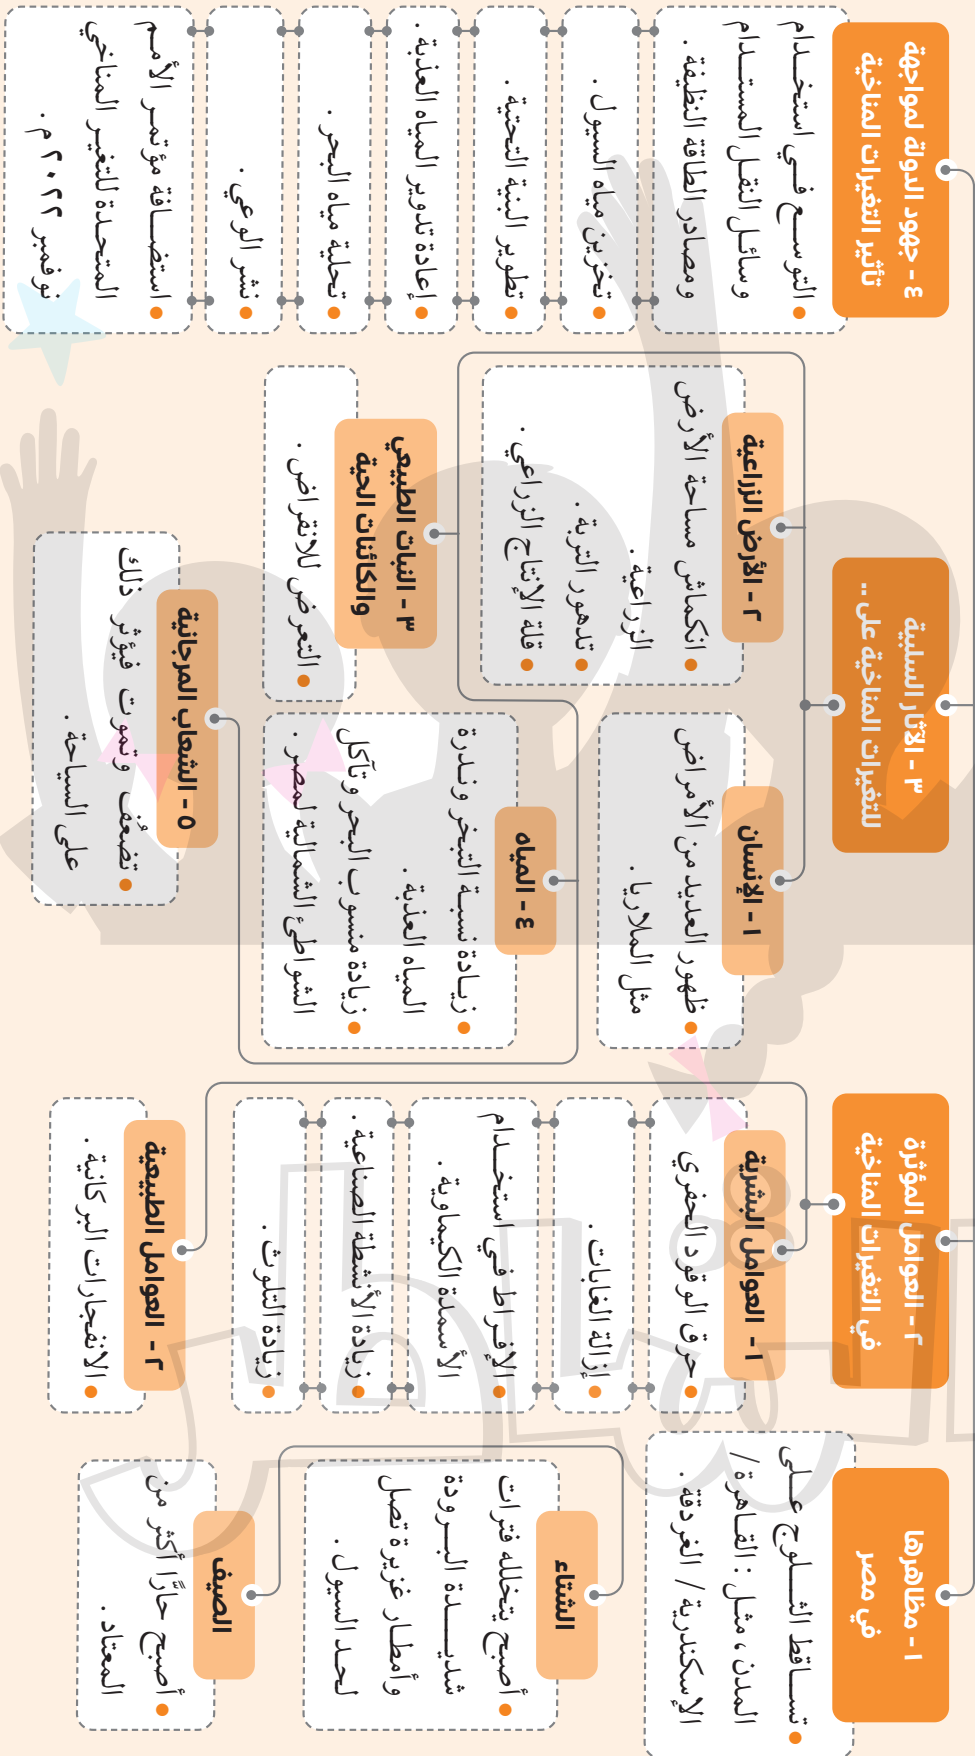 ١ - مظاهرها
في مصر
تساقط الثلوج على
المدن ، مثل : القاهرة /
الإسكندرية / الغردقة .
الشتاء
أصبح يتخلله فترات
شديدة البرودة
وأمطار غزيرة تصل
لحد السيول .
الصيف
أصبح حارًّا أكثر من
المعتاد .
٢ - العوامل المؤثرة
في التغيرات المناخية
١ - العوامل البشرية
حرق الوقود الحفري
إزالة الغابات .
الإفراط في استخدام
الأسمدة الكيماوية .
زيادة الأنشطة الصناعية .
زيادة التلوث .
٢ - العوامل الطبيعية
الانفجارات البركانية .
٣ - الآثار السلبية
للتغيرات المناخية على ..
١ - الإنسان
ظهور العديد من الأمراض
مثل الملاريا .
٢ - الأرض الزراعية
انكماش مساحة الأرض
الزراعية .
تدهور التربة .
قلة الإنتاج الزراعي .
٣ - النبات الطبيعي
والكائنات الحية
التعرض للانقراض .
٤ - المياه
زيادة نسبة التبخر وندرة
المياه العذبة .
زيادة منسوب البحر وتآكل
الشواطئ الشمالية لمصر .
٥ - الشعاب المرجانية
تضعُف وتموت فيؤثر ذلك
على السياحة .
٤ - جهود الدولة لمواجهة
تأثير التغيرات المناخية
التوسع في استخدام
وسائل النقل المستدام
ومصادر الطاقة النظيفة .
تخزين مياه السيول .
تطوير البنية التحتية .
إعادة تدوير المياه العذبة .
تحلية مياه البحر .
نشر الوعي .
استضافة مؤتمر الأمم
المتحدة للتغير المناخي
نوفمبر ٢٠٢٢ م .